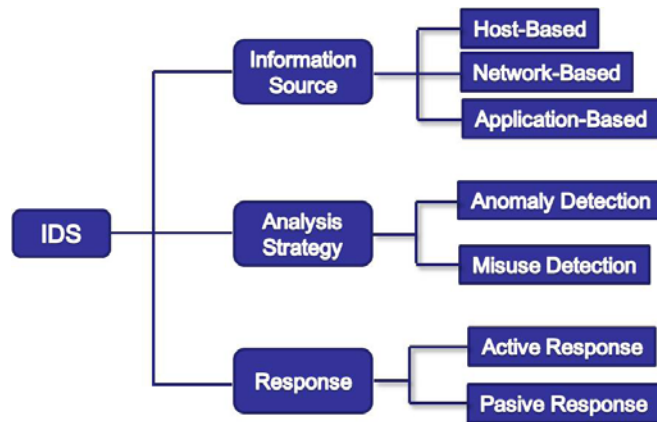 Host-Based
Information
Source
Network-Based
Application-Based
IDS
Analysis
Strategy
Anomaly Detection
Misuse Detection
Response
Active Response
Pasive Response